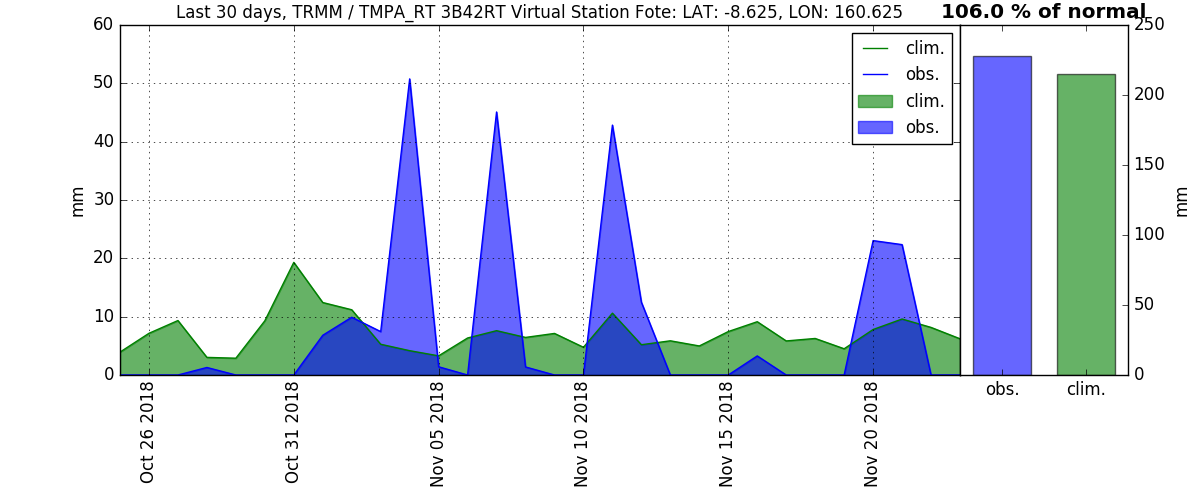 Last 30 days, TRMM / TMPA_RT 3B42RT Virtual Station Fote: LAT: -8.625, LON: 160.625
106.0 % of normal
60
50
40
30
20
10
0
mm
clim.
obs.
clim.
obs.
250
200
150
100
50
0
mm
Oct 26 2018
Oct 31 2018
Nov 05 2018
Nov 10 2018
Nov 15 2018
Nov 20 2018
obs.
clim.